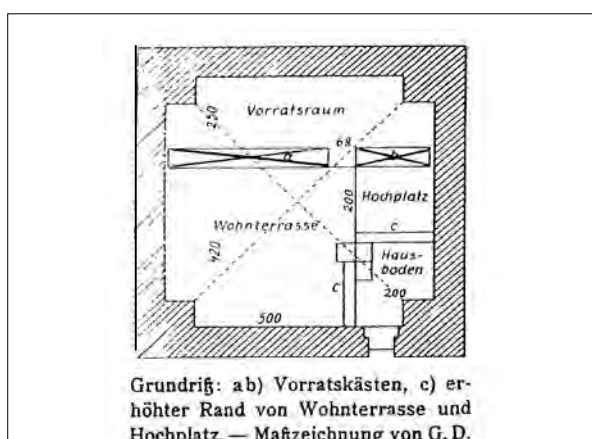 Vorratsraum
250
68
a
b
200
Hochplatz
c
Wohnterrasse
420
Haus-
boden
c
200
500
Grundriß: ab) Vorratskästen, c) er-
höhter Rand von Wohnterrasse und
Hochplatz. — Maßzeichnung von G. D.